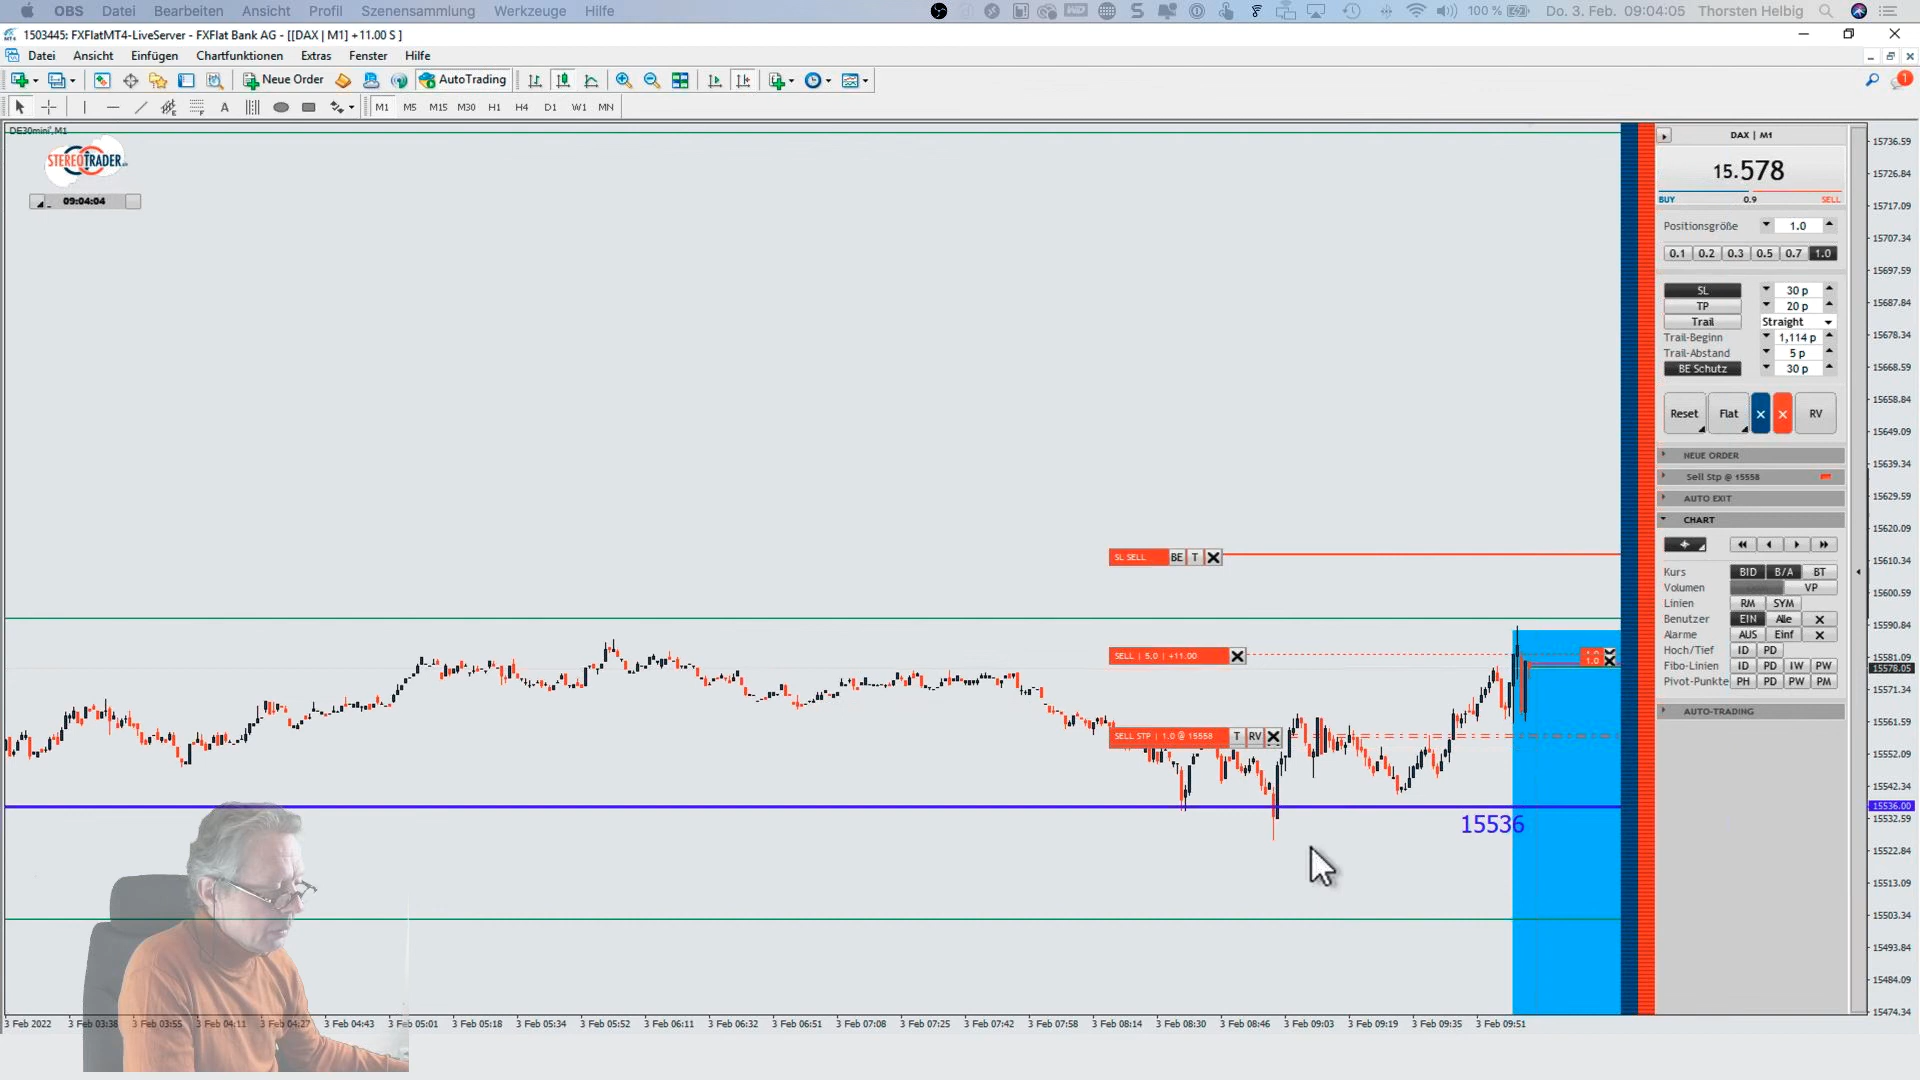 OBS Datei Bearbeiten Ansicht Profil Szenensammlung Werkzeuge Hilfe 100 % Do. 3. Feb. 09:04:05 Thorsten Helbig
1503445: FXFlatMT4-LiveServer - FXFlat Bank AG - [[DAX | M1] +11.00 S ]
Datei Ansicht Einfügen Chartfunktionen Extras Fenster Hilfe
Neue Order AutoTrading 1
A M1 M5 M15 M30 H1 H4 D1 W1 MN
DE30mini',M1
STEREOTRADER
09:04:04
DAX | M1
15.578
BUY 0.9 SELL
Positionsgröße 1.0
0.1 0.2 0.3 0.5 0.7 1.0
SL 30 p
TP 20 p
Trail Straight
Trail-Beginn 1,114 p
Trail-Abstand 5 p
BE Schutz 30 p
Reset Flat RV
NEUE ORDER
Sell Stp @ 15558
AUTO EXIT
CHART
Kurs BID B/A BT
Volumen VP
Linien RM SYM
Benutzer EIN Alle
Alarme AUS Einf
Hoch/Tief ID PD
Fibo-Linien ID PD IW PW
Pivot-Punkte PH PD PW PM
AUTO-TRADING
SL SELL BE T
SELL | 5.0 | +11.00
1.0
SELL STP | 1.0 @ 15558 T RV
15536
15736.59
15726.84
15717.09
15707.34
15697.59
15687.84
15678.34
15668.59
15658.84
15649.09
15639.34
15629.59
15620.09
15610.34
15600.59
15590.84
15581.09
15578.05
15571.34
15561.59
15552.09
15542.34
15536.00
15532.59
15522.84
15513.09
15503.34
15493.84
15484.09
15474.34
3 Feb 2022 3 Feb 03:38 3 Feb 03:55 3 Feb 04:11 3 Feb 04:27 3 Feb 04:43 3 Feb 05:01 3 Feb 05:18 3 Feb 05:34 3 Feb 05:52 3 Feb 06:11 3 Feb 06:32 3 Feb 06:51 3 Feb 07:08 3 Feb 07:25 3 Feb 07:42 3 Feb 07:58 3 Feb 08:14 3 Feb 08:30 3 Feb 08:46 3 Feb 09:03 3 Feb 09:19 3 Feb 09:35 3 Feb 09:51